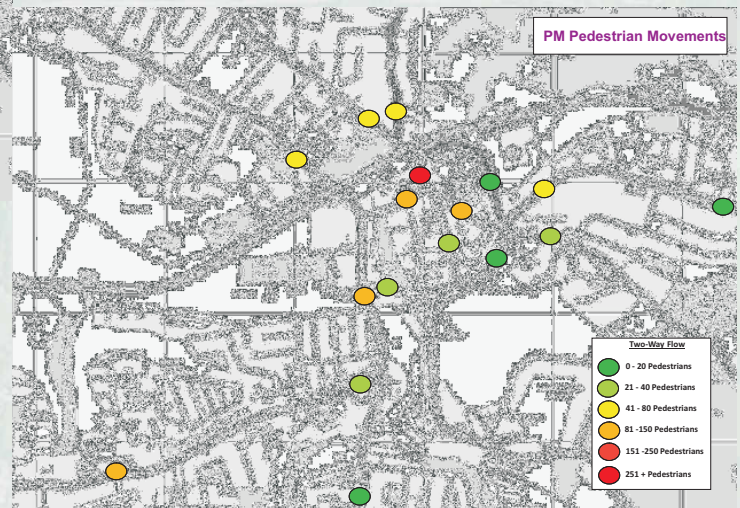 PM Pedestrian Movements
Two-Way Flow
0 - 20 Pedestrians
21 - 40 Pedestrians
41 - 80 Pedestrians
81 -150 Pedestrians
151 -250 Pedestrians
251 + Pedestrians